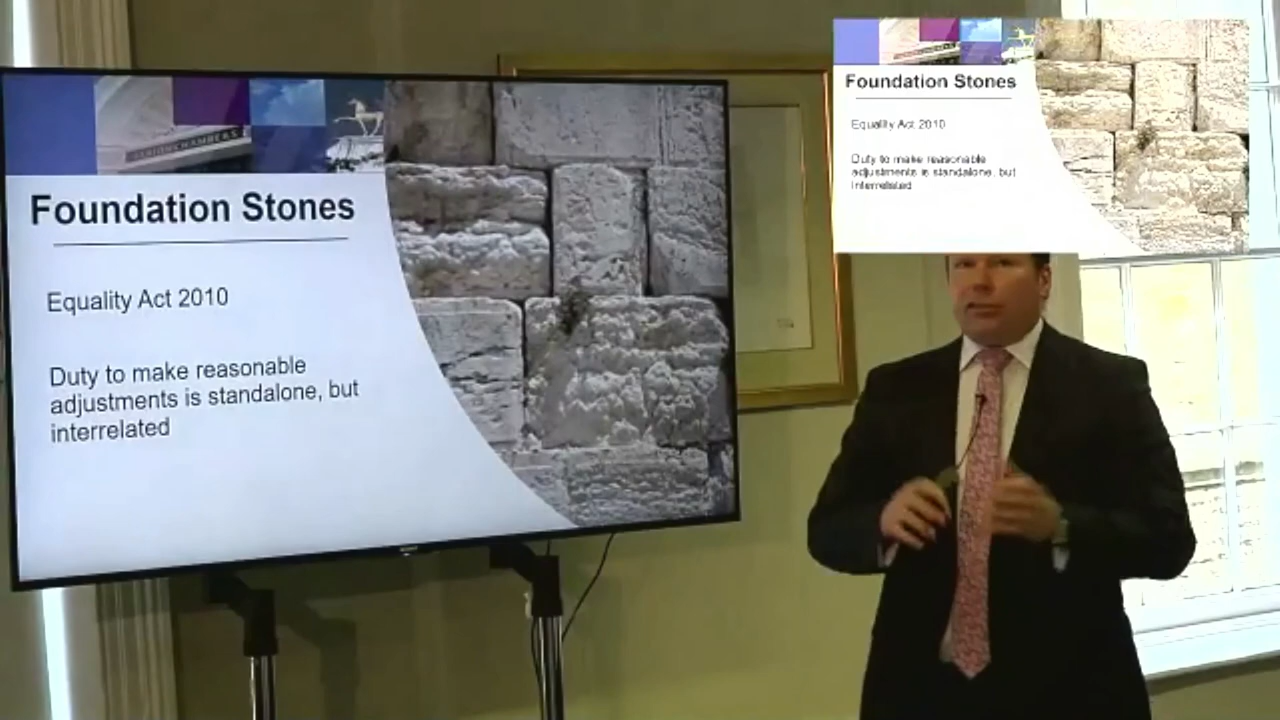 Foundation Stones
Equality Act 2010
Duty to make reasonable
adjustments is standalone, but
interrelated
Foundation Stones
Equality Act 2010
Duty to make reasonable
adjustments is standalone, but
interrelated